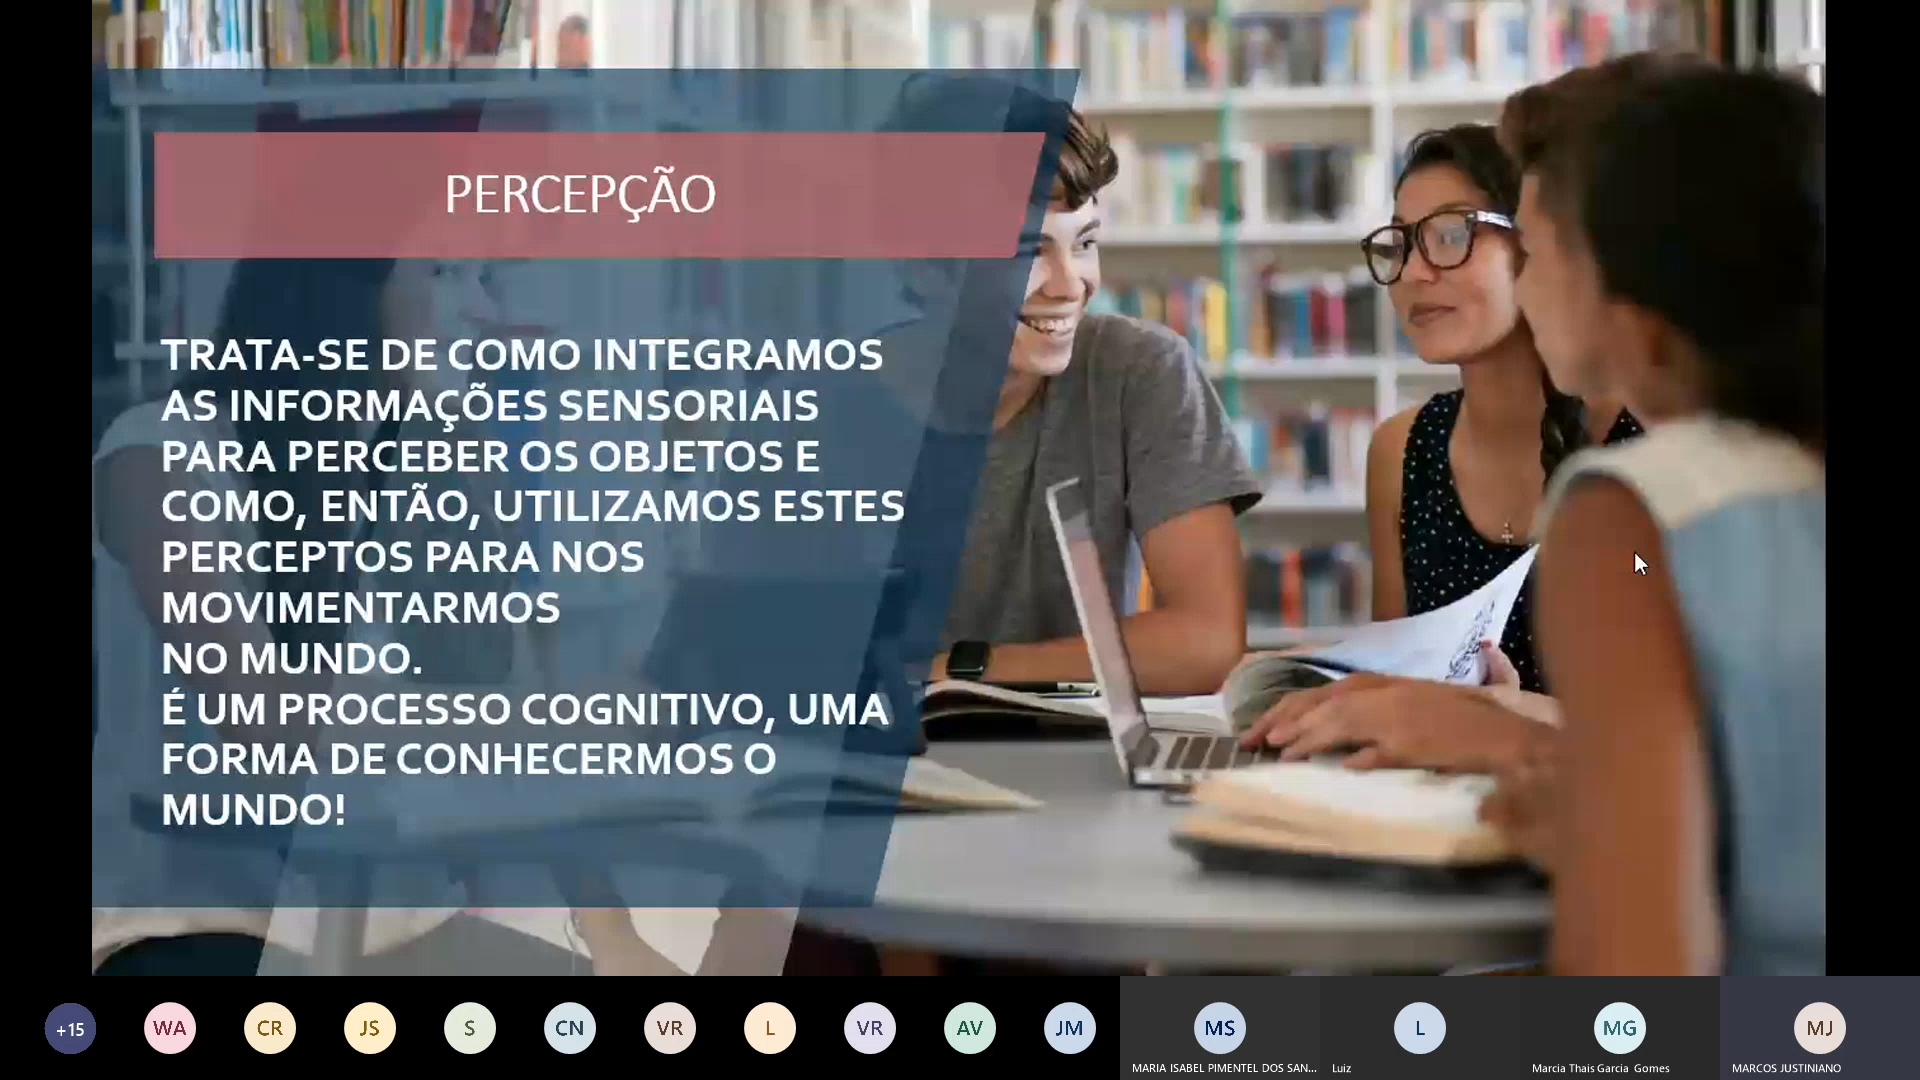 PERCEPÇÃO
TRATA-SE DE COMO INTEGRAMOS
AS INFORMAÇÕES SENSORIAIS
PARA PERCEBER OS OBJETOS E
COMO, ENTÃO, UTILIZAMOS ESTES
PERCEPTOS PARA NOS
MOVIMENTARMOS
NO MUNDO.
É UM PROCESSO COGNITIVO, UMA
FORMA DE CONHECERMOS O
MUNDO!
+15
WA
CR
JS
S
CN
VR
L
VR
AV
JM
MS
L
MG
MJ
MARIA ISABEL PIMENTEL DOS SAN...
Luiz
Marcia Thais Garcia Gomes
MARCOS JUSTINIANO